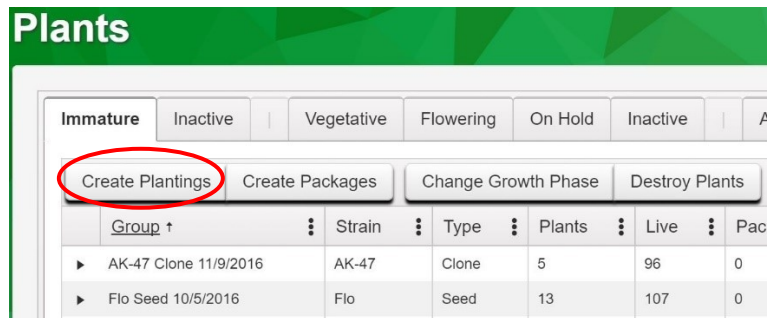 Plants
Immature Inactive Vegetative Flowering On Hold Inactive A
Create Plantings Create Packages Change Growth Phase Destroy Plants
Group ↑ Strain Type Plants Live Pac
AK-47 Clone 11/9/2016 AK-47 Clone 5 96 0
Flo Seed 10/5/2016 Flo Seed 13 107 0